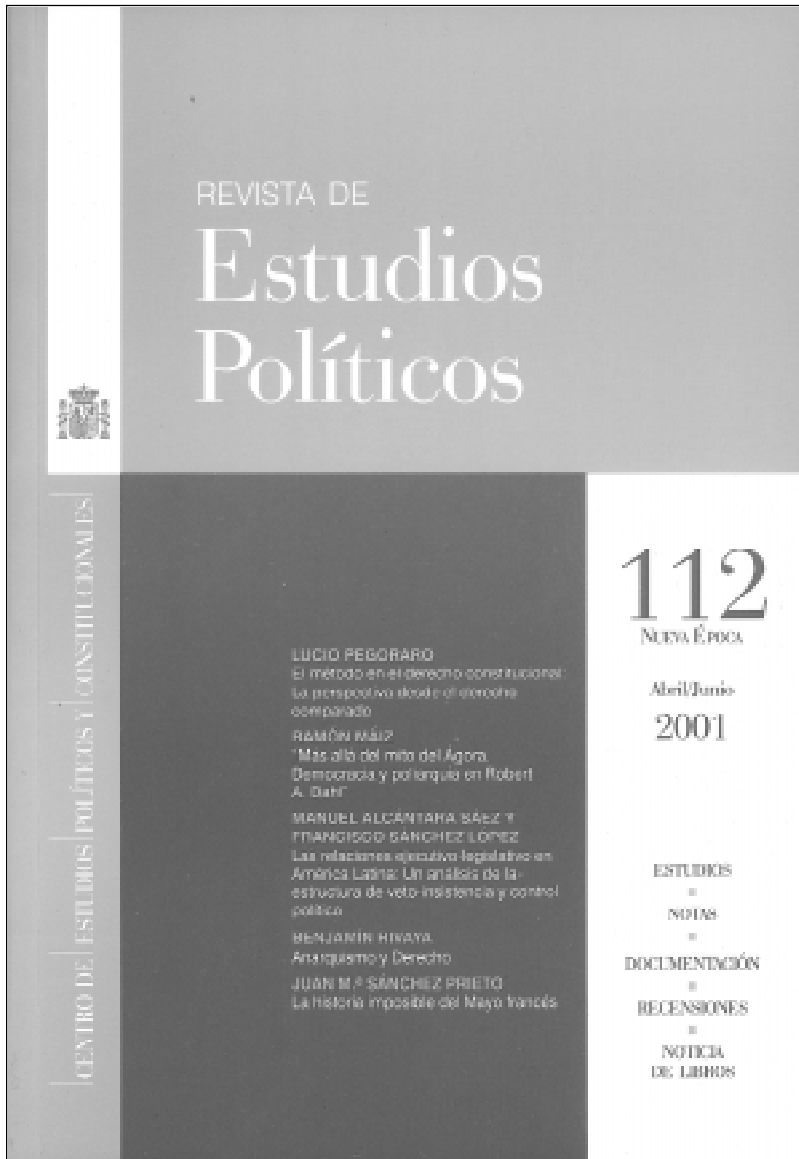 REVISTA DE
Estudios
Políticos
CENTRO DE ESTUDIOS POLÍTICOS Y CONSTITUCIONALES
LUCIO PEGORARO
El método en el derecho constitucional:
La perspectiva desde el derecho
comparado
RAMÓN MÁIZ
"Mas allá del mito del Ágora.
Democracia y poliarquía en Robert
A. Dahl"
MANUEL ALCÁNTARA SÁEZ Y
FRANCISCO SÁNCHEZ LÓPEZ
Las relaciones ejecutivo-legislativo en
América Latina: Un análisis de la
estructura de veto-insistencia y control
político
BENJAMÍN RIVAYA
Anarquismo y Derecho
JUAN M.ª SÁNCHEZ PRIETO
La historia imposible del Mayo francés
112
NUEVA ÉPOCA
Abril/Junio
2001
ESTUDIOS
NOTAS
DOCUMENTACIÓN
RECENSIONES
NOTICIA
DE LIBROS